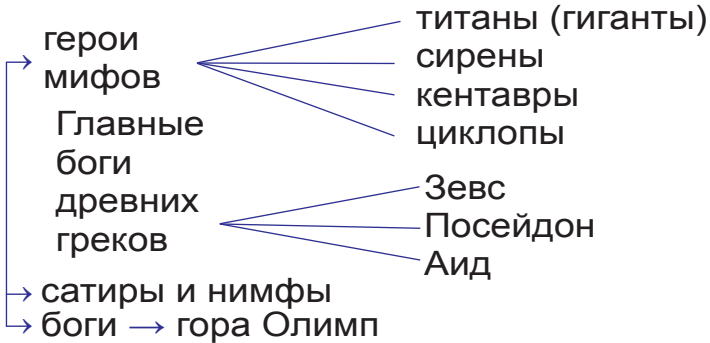 герои
мифов
титаны (гиганты)
сирены
кентавры
циклопы
Главные
боги
древних
греков
Зевс
Посейдон
Аид
сатиры и нимфы
боги → гора Олимп